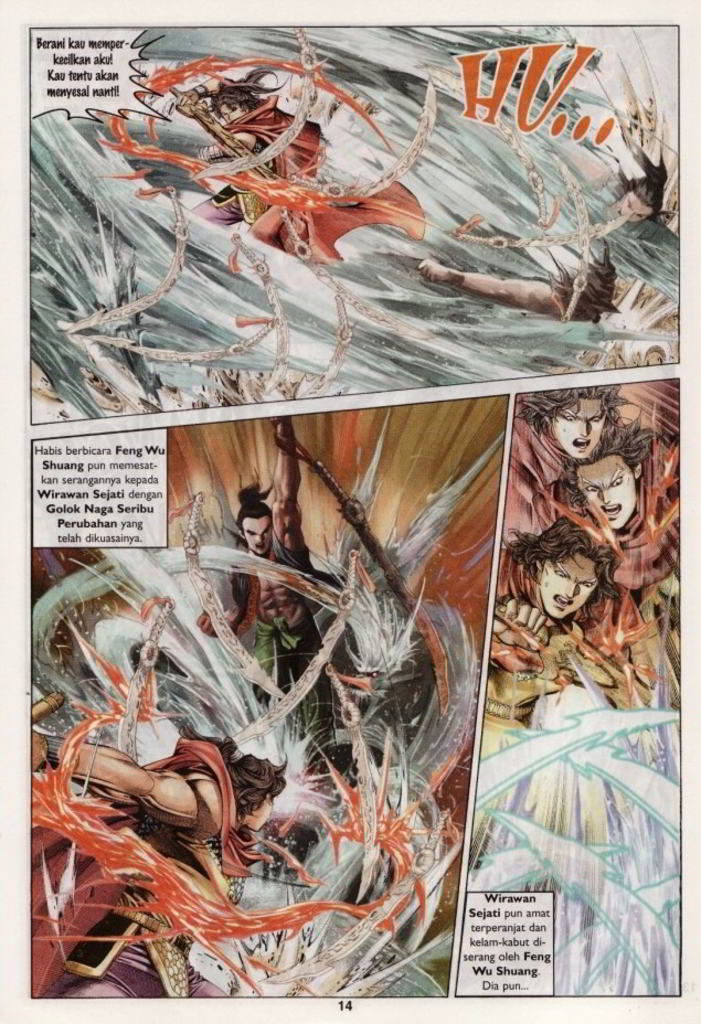 Berani kau memper-
kecilkan aku!
Kau tentu akan
menyesal nanti!
HU...
Habis berbicara Feng Wu
Shuang pun memesat-
kan serangannya kepada
Wirawan Sejati dengan
Golok Naga Seribu
Perubahan yang
telah dikuasainya.
Wirawan
Sejati pun amat
terperanjat dan
kelam-kabut di-
serang oleh Feng
Wu Shuang.
Dia pun...
14